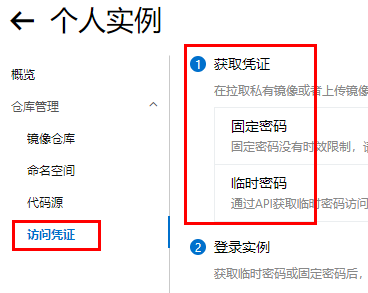 ← 个人实例
概览
仓库管理
镜像仓库
命名空间
代码源
访问凭证
1 获取凭证
在拉取私有镜像或者上传镜像
固定密码
固定密码没有时效限制，
临时密码
通过API获取临时密码访问
2 登录实例
获取临时密码或固定密码后，